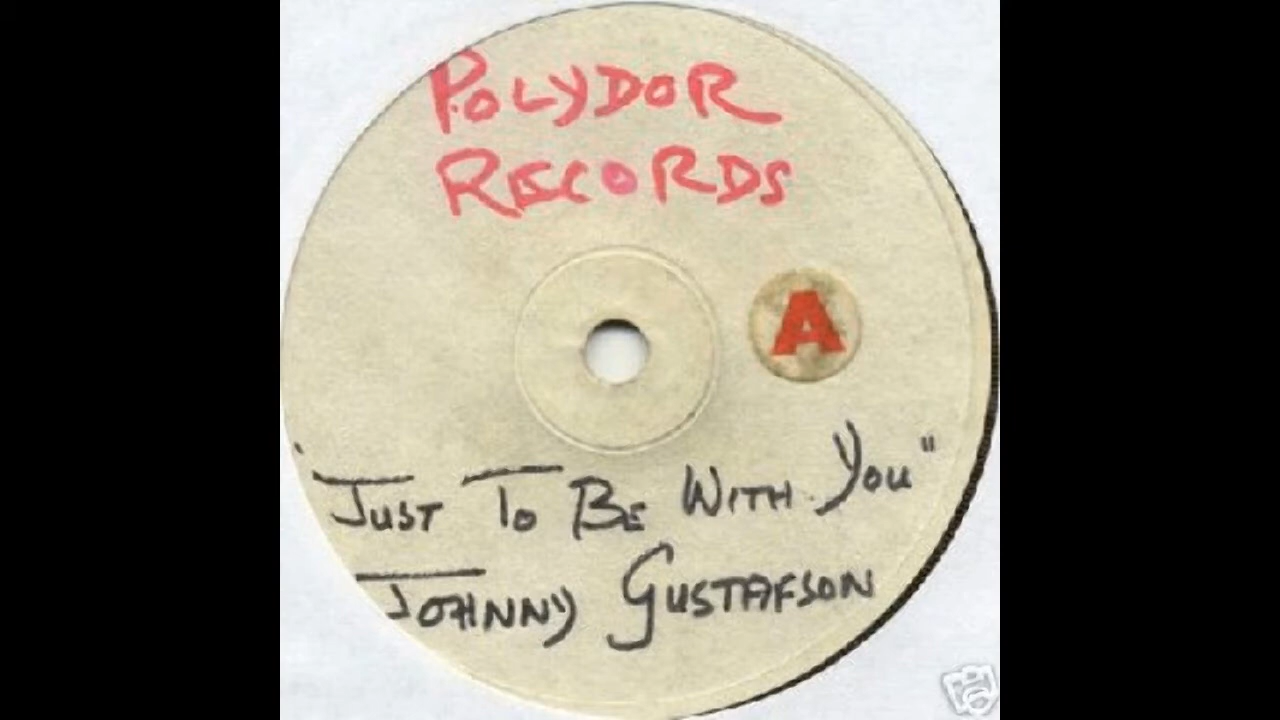 POLYDOR
RECORDS
A
"JUST TO BE WITH YOU"
JOHNNY GUSTAFSON